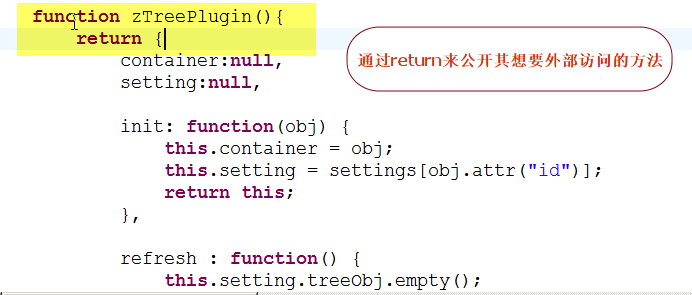 function zTreePlugin(){
return {
通过return来公开其想要外部访问的方法
container:null,
setting:null,
init: function(obj) {
this.container = obj;
this.setting = settings[obj.attr("id")];
return this;
},
refresh : function() {
this.setting.treeObj.empty();